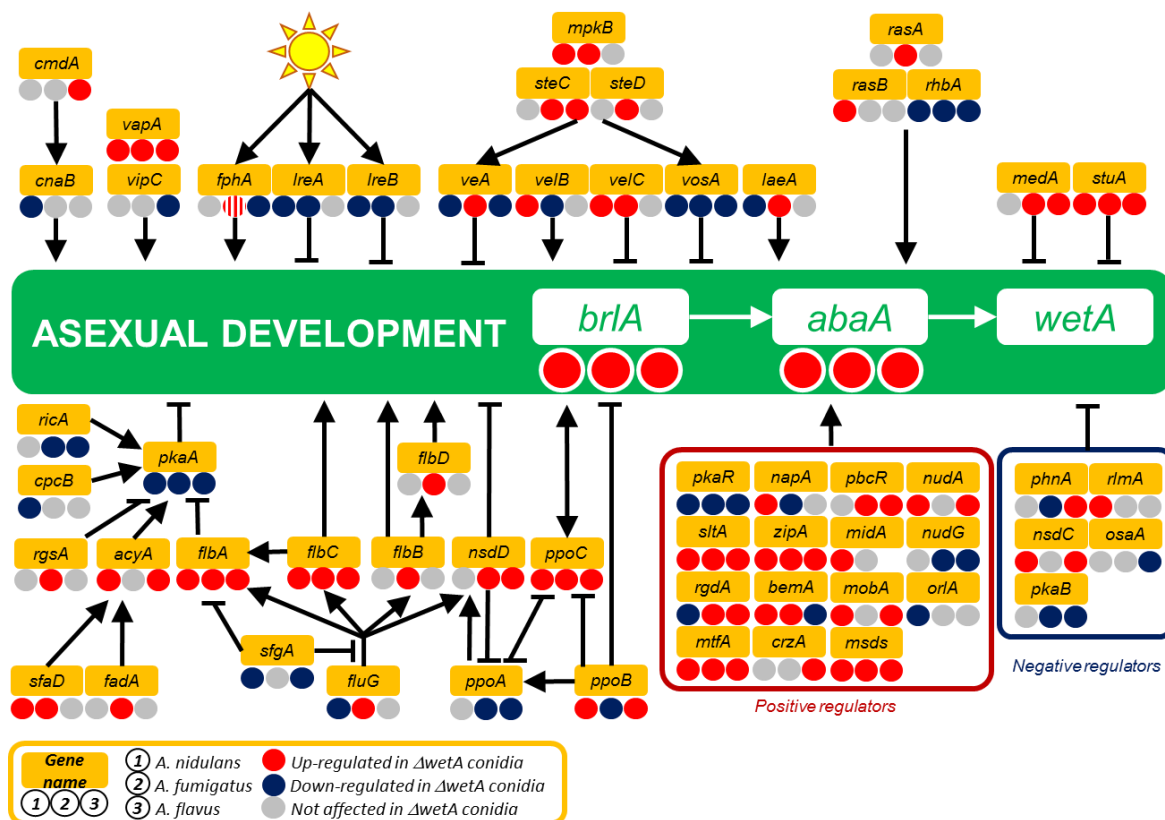 mpkB
rasA
cmdA
steC
steD
rasB
rhbA
vapA
cnaB
vipC
fphA
lreA
lreB
veA
velB
velC
vosA
laeA
medA
stuA
ASEXUAL DEVELOPMENT
brlA
abaA
wetA
ricA
pkaA
cpcB
flbD
rgsA
acyA
flbA
flbC
flbB
nsdD
ppoC
sfgA
sfaD
fadA
fluG
ppoA
ppoB
pkaR
napA
pbcR
nudA
sltA
zipA
midA
nudG
rgdA
bemA
mobA
orlA
mtfA
crzA
msds
Positive regulators
phnA
rlmA
nsdC
osaA
pkaB
Negative regulators
Gene
name
1 2 3
1 A. nidulans
2 A. fumigatus
3 A. flavus
Up-regulated in ΔwetA conidia
Down-regulated in ΔwetA conidia
Not affected in ΔwetA conidia